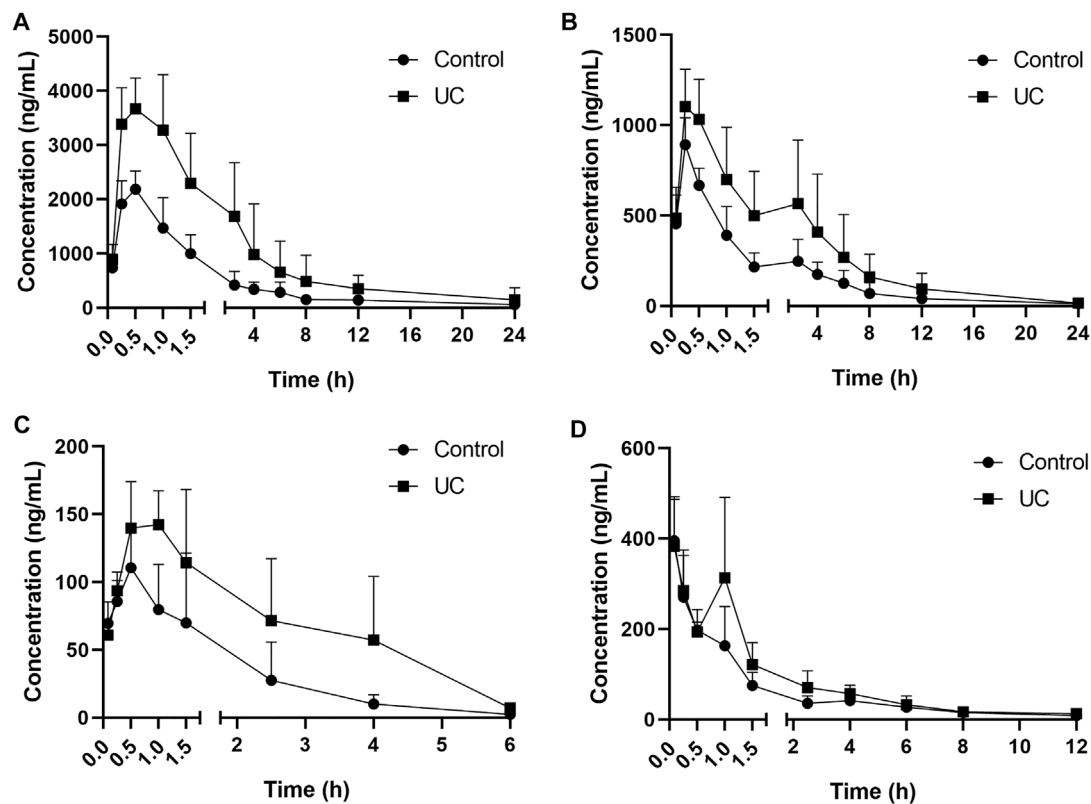 A
Concentration (ng/mL)
5000
4000
3000
2000
1000
0
Control
UC
0.0 0.5 1.0 1.5 4 8 12 16 20 24
Time (h)
B
Concentration (ng/mL)
1500
1000
500
0
Control
UC
0.0 0.5 1.0 1.5 4 8 12 16 20 24
Time (h)
C
Concentration (ng/mL)
200
150
100
50
0
Control
UC
0.0 0.5 1.0 1.5 2 3 4 5 6
Time (h)
D
Concentration (ng/mL)
600
400
200
0
Control
UC
0.0 0.5 1.0 1.5 2 4 6 8 10 12
Time (h)